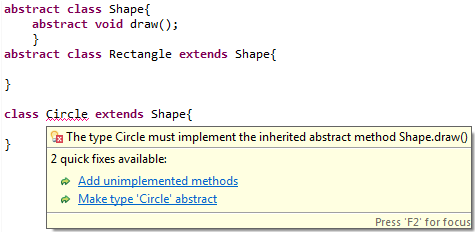 abstract class Shape{
abstract void draw();
}
abstract class Rectangle extends Shape{
}
class Circle extends Shape{
The type Circle must implement the inherited abstract method Shape.draw()
}
2 quick fixes available:
Add unimplemented methods
Make type 'Circle' abstract
Press 'F2' for focus